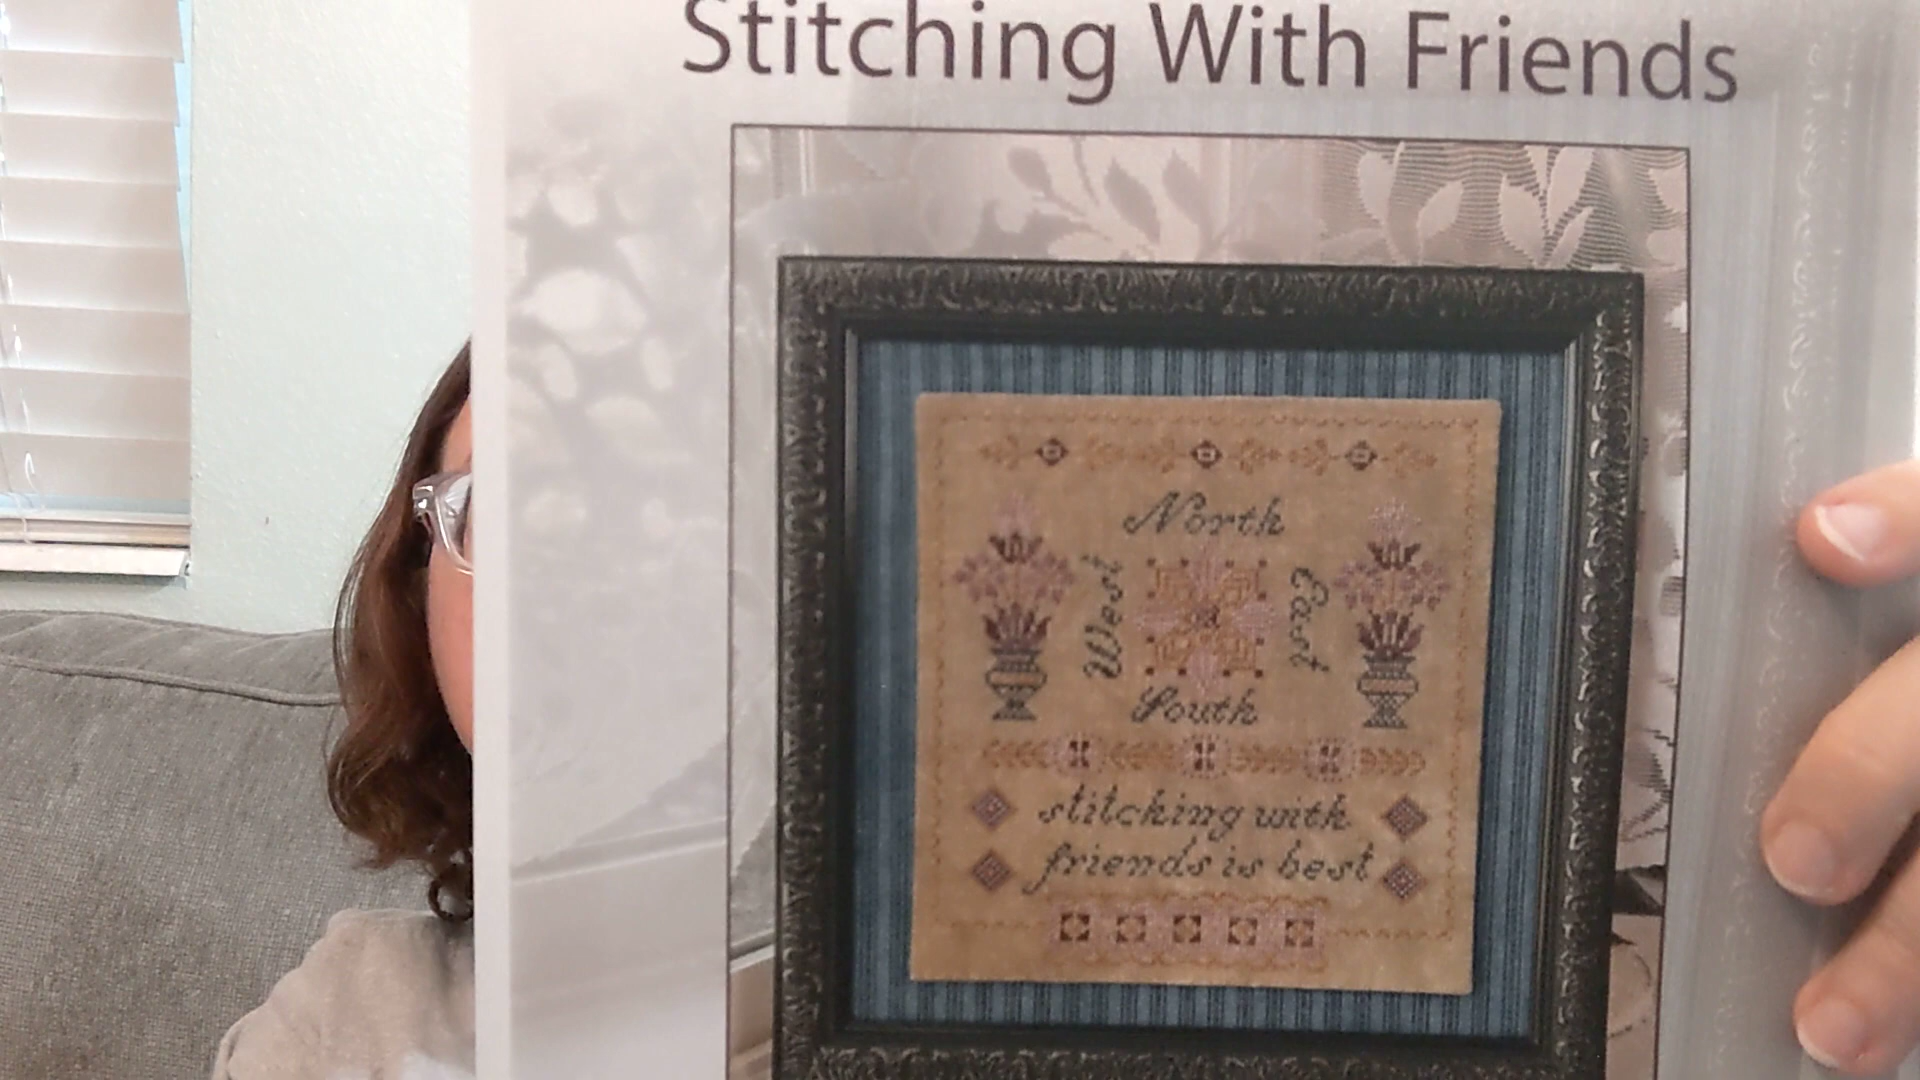 Stitching With Friends
North
West
East
South
stitching with
friends is best